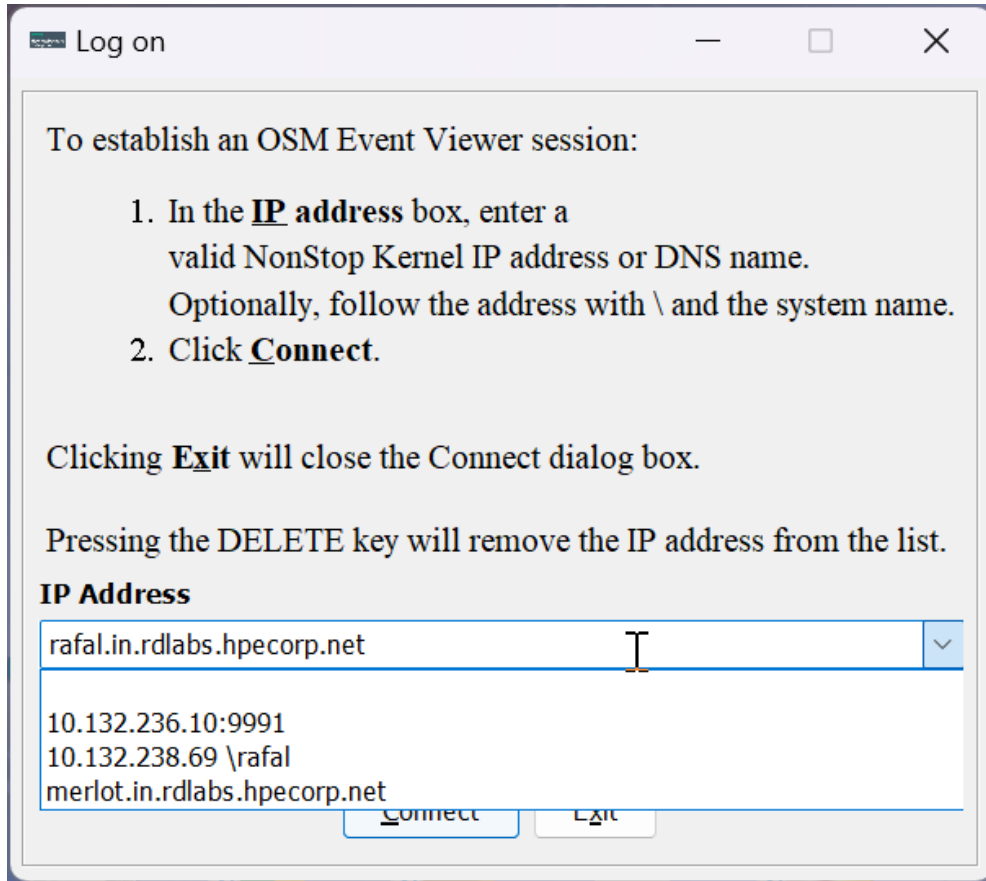 Log on
To establish an OSM Event Viewer session:
1. In the IP address box, enter a
valid NonStop Kernel IP address or DNS name.
Optionally, follow the address with \ and the system name.
2. Click Connect.
Clicking Exit will close the Connect dialog box.
Pressing the DELETE key will remove the IP address from the list.
IP Address
rafal.in.rdlabs.hpecorp.net
10.132.236.10:9991
10.132.238.69 \rafal
merlot.in.rdlabs.hpecorp.net
Connect Exit